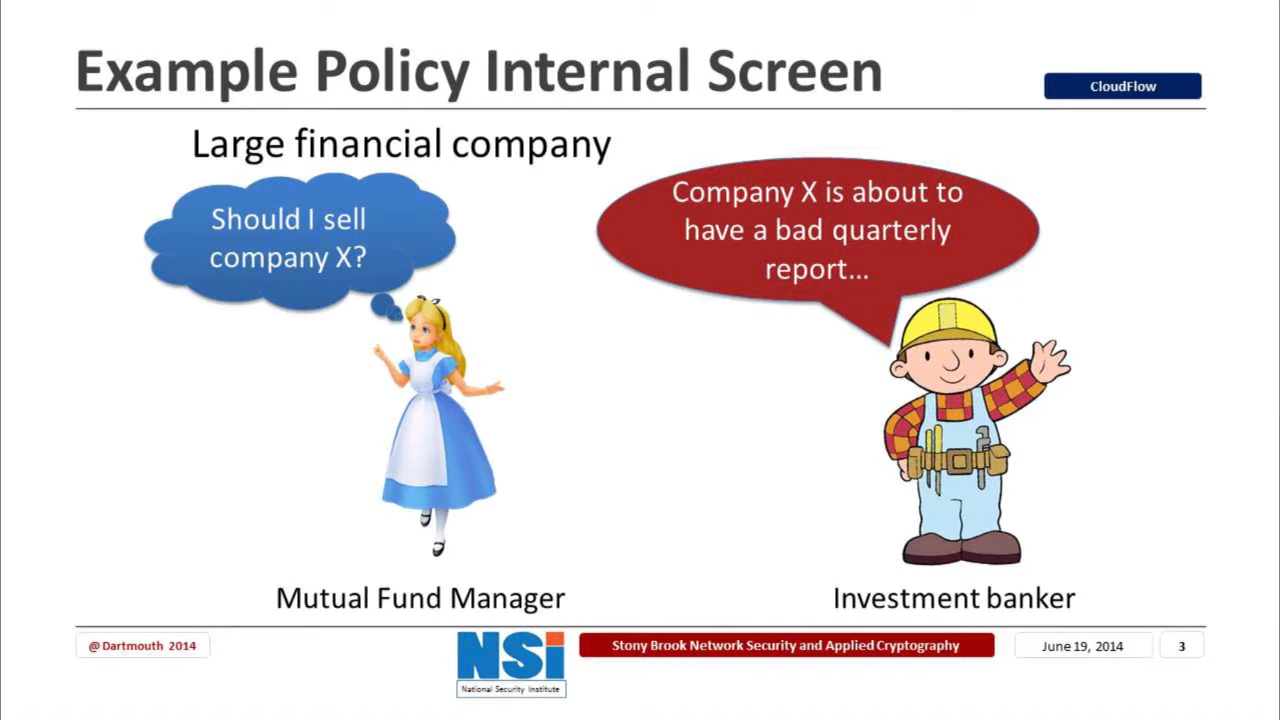 Example Policy Internal Screen
CloudFlow
Large financial company
Should I sell
company X?
Company X is about to
have a bad quarterly
report...
Mutual Fund Manager
Investment banker
@ Dartmouth 2014
NSi
National Security Institute
Stony Brook Network Security and Applied Cryptography
June 19, 2014
3